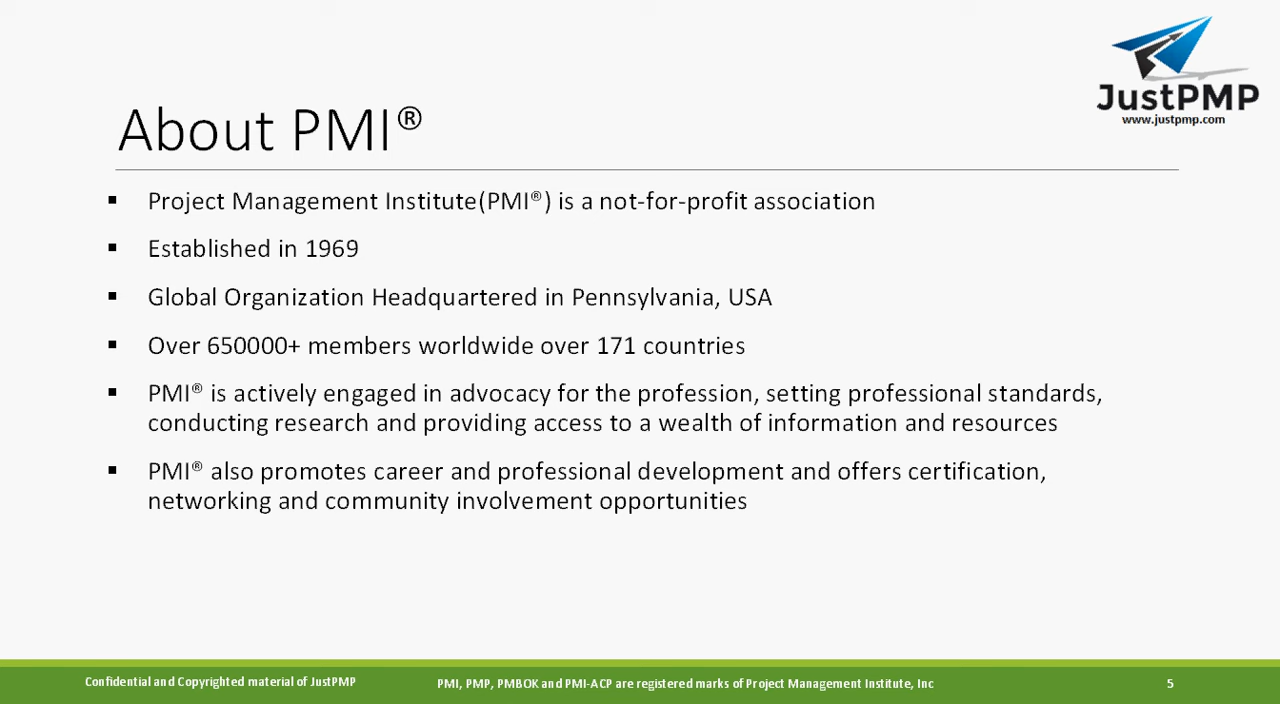 JustPMP
www.justpmp.com
About PMI®
▪ Project Management Institute(PMI®) is a not-for-profit association
▪ Established in 1969
▪ Global Organization Headquartered in Pennsylvania, USA
▪ Over 650000+ members worldwide over 171 countries
▪ PMI® is actively engaged in advocacy for the profession, setting professional standards,
conducting research and providing access to a wealth of information and resources
▪ PMI® also promotes career and professional development and offers certification,
networking and community involvement opportunities
Confidential and Copyrighted material of JustPMP
PMI, PMP, PMBOK and PMI-ACP are registered marks of Project Management Institute, Inc
5